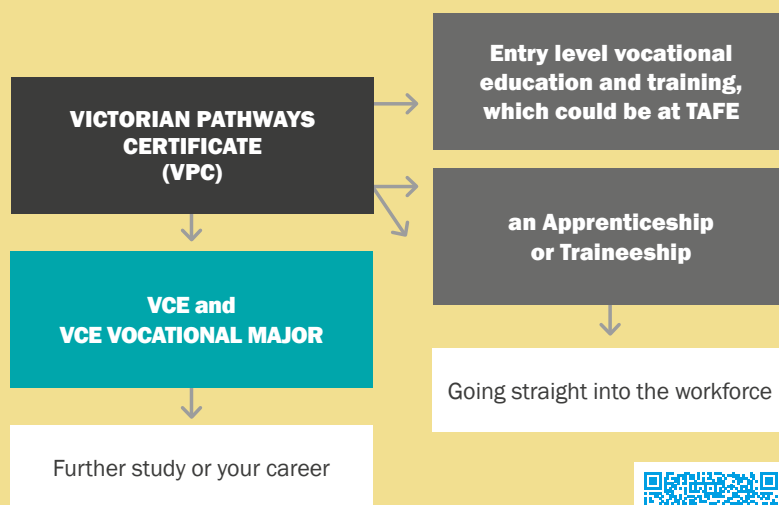 VICTORIAN PATHWAYS
CERTIFICATE
(VPC)
Entry level vocational
education and training,
which could be at TAFE
an Apprenticeship
or Traineeship
VCE and
VCE VOCATIONAL MAJOR
Going straight into the workforce
Further study or your career